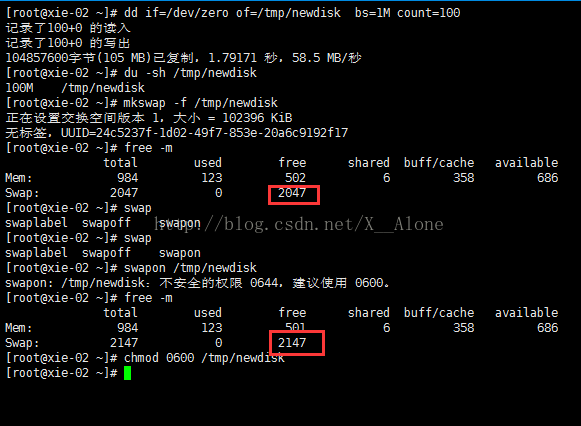 [root@xie-02 ~]# dd if=/dev/zero of=/tmp/newdisk  bs=1M count=100
记录了100+0 的读入
记录了100+0 的写出
104857600字节(105 MB)已复制, 1.79171 秒, 58.5 MB/秒
[root@xie-02 ~]# du -sh /tmp/newdisk
100M    /tmp/newdisk
[root@xie-02 ~]# mkswap -f /tmp/newdisk
正在设置交换空间版本 1, 大小 = 102396 KiB
无标签, UUID=24c5237f-1d02-49f7-853e-20a6c9192f17
[root@xie-02 ~]# free -m
              total        used        free      shared  buff/cache   available
Mem:            984         123         502           6         358         686
Swap:          2047           0        2047
[root@xie-02 ~]# swap
swaplabel  swapoff    swapon
http://blog.csdn.net/X__Alone
[root@xie-02 ~]# swap
swaplabel  swapoff    swapon
[root@xie-02 ~]# swapon /tmp/newdisk
swapon: /tmp/newdisk: 不安全的权限 0644, 建议使用 0600。
[root@xie-02 ~]# free -m
              total        used        free      shared  buff/cache   available
Mem:            984         123         501           6         358         686
Swap:          2147           0        2147
[root@xie-02 ~]# chmod 0600 /tmp/newdisk
[root@xie-02 ~]#